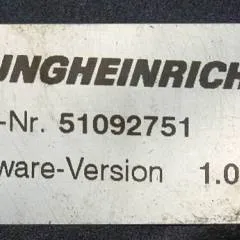 UNGHEINRICH
-Nr. 51092751
ware-Version 1.0